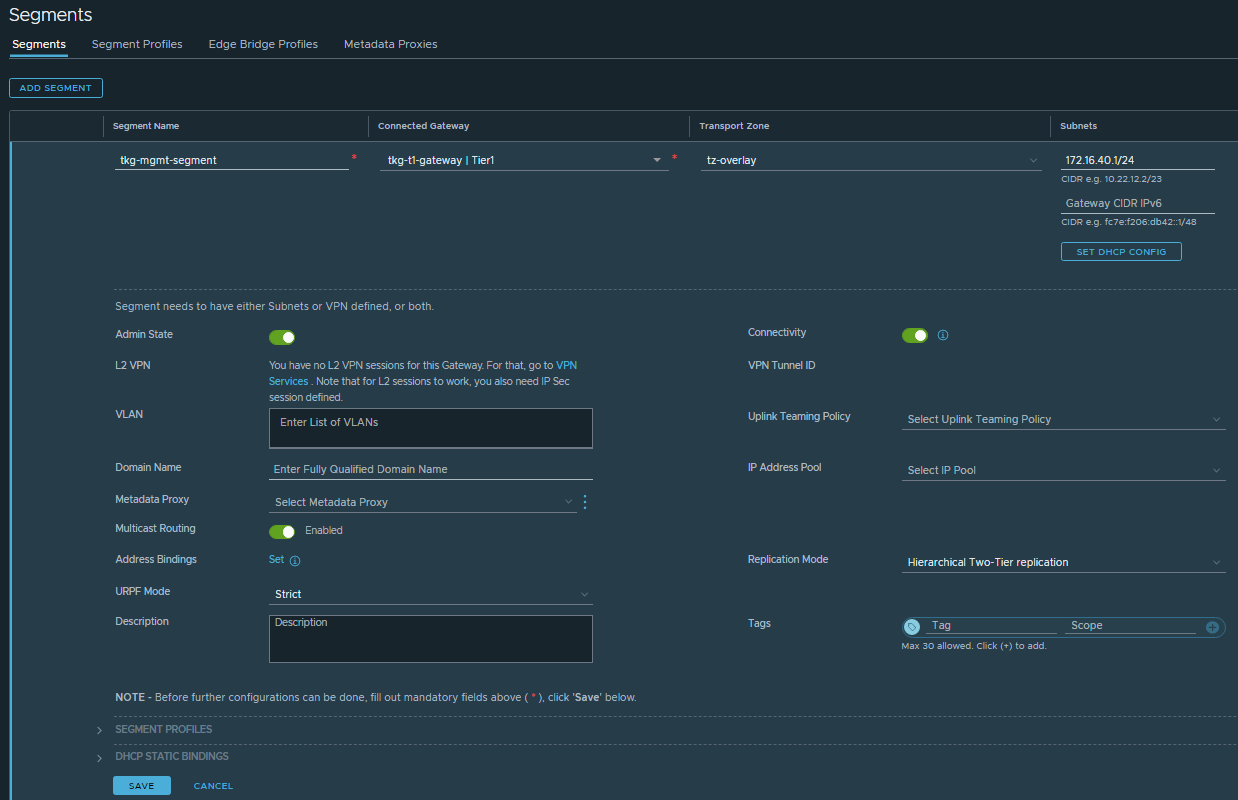 Segments
Segments Segment Profiles Edge Bridge Profiles Metadata Proxies
ADD SEGMENT
Segment Name Connected Gateway Transport Zone Subnets
tkg-mgmt-segment * tkg-t1-gateway | Tier1 * tz-overlay 172.16.40.1/24
CIDR e.g. 10.22.12.2/23
Gateway CIDR IPv6
CIDR e.g. fc7e:f206:db42::1/48
SET DHCP CONFIG
Segment needs to have either Subnets or VPN defined, or both.
Admin State Connectivity
L2 VPN You have no L2 VPN sessions for this Gateway. For that, go to VPN VPN Tunnel ID
Services . Note that for L2 sessions to work, you also need IP Sec
session defined.
VLAN Enter List of VLANs Uplink Teaming Policy Select Uplink Teaming Policy
Domain Name Enter Fully Qualified Domain Name IP Address Pool Select IP Pool
Metadata Proxy Select Metadata Proxy
Multicast Routing Enabled
Address Bindings Set Replication Mode Hierarchical Two-Tier replication
URPF Mode Strict
Description Description Tags Tag Scope
Max 30 allowed. Click (+) to add.
NOTE - Before further configurations can be done, fill out mandatory fields above ( * ), click 'Save' below.
SEGMENT PROFILES
DHCP STATIC BINDINGS
SAVE CANCEL